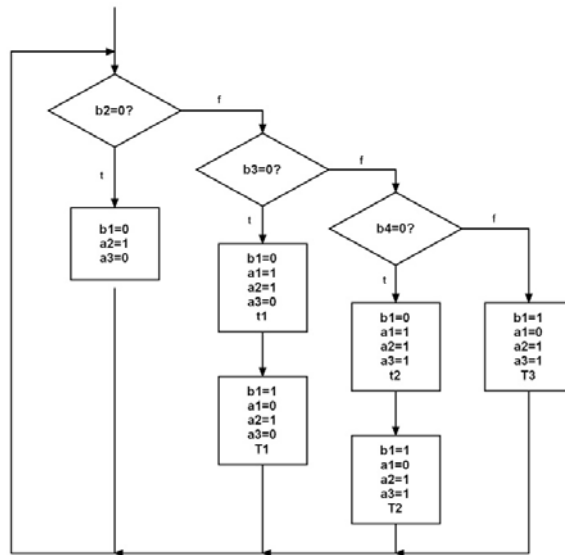 b2=0?
f
t
b3=0?
f
t
b4=0?
f
t
b1=0
a2=1
a3=0
b1=0
a1=1
a2=1
a3=0
t1
b1=0
a1=1
a2=1
a3=1
t2
b1=1
a1=0
a2=1
a3=1
T3
b1=1
a1=0
a2=1
a3=0
T1
b1=1
a1=0
a2=1
a3=1
T2